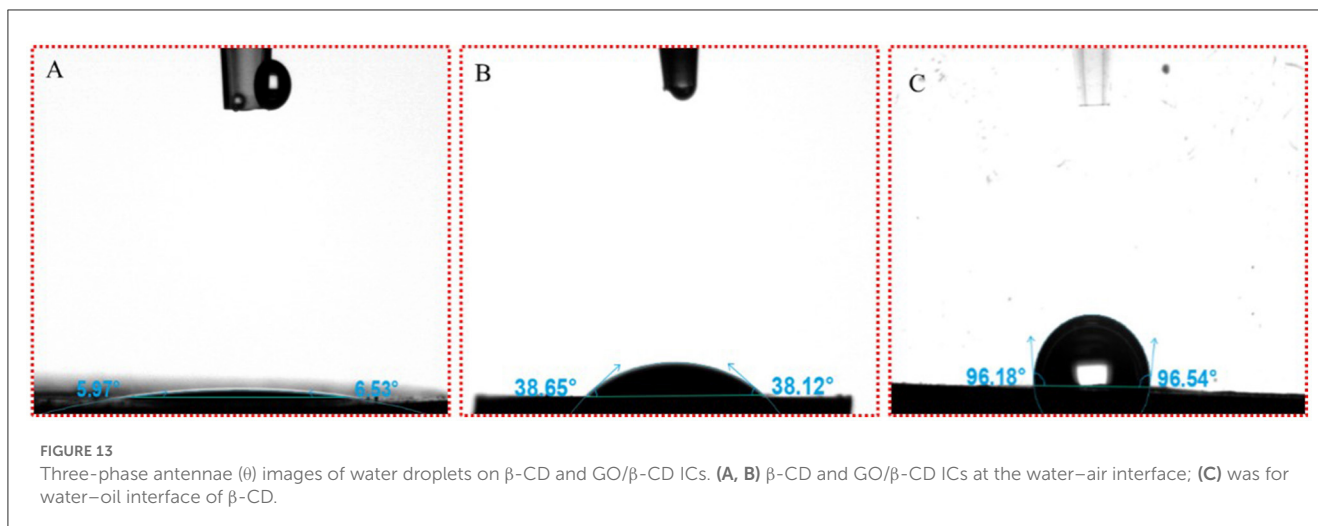 A
B
C
5.97°
6.53°
38.65°
38.12°
96.18°
96.54°
FIGURE 13
Three-phase antennae (θ) images of water droplets on β-CD and GO/β-CD ICs. (A, B) β-CD and GO/β-CD ICs at the water–air interface; (C) was for
water–oil interface of β-CD.